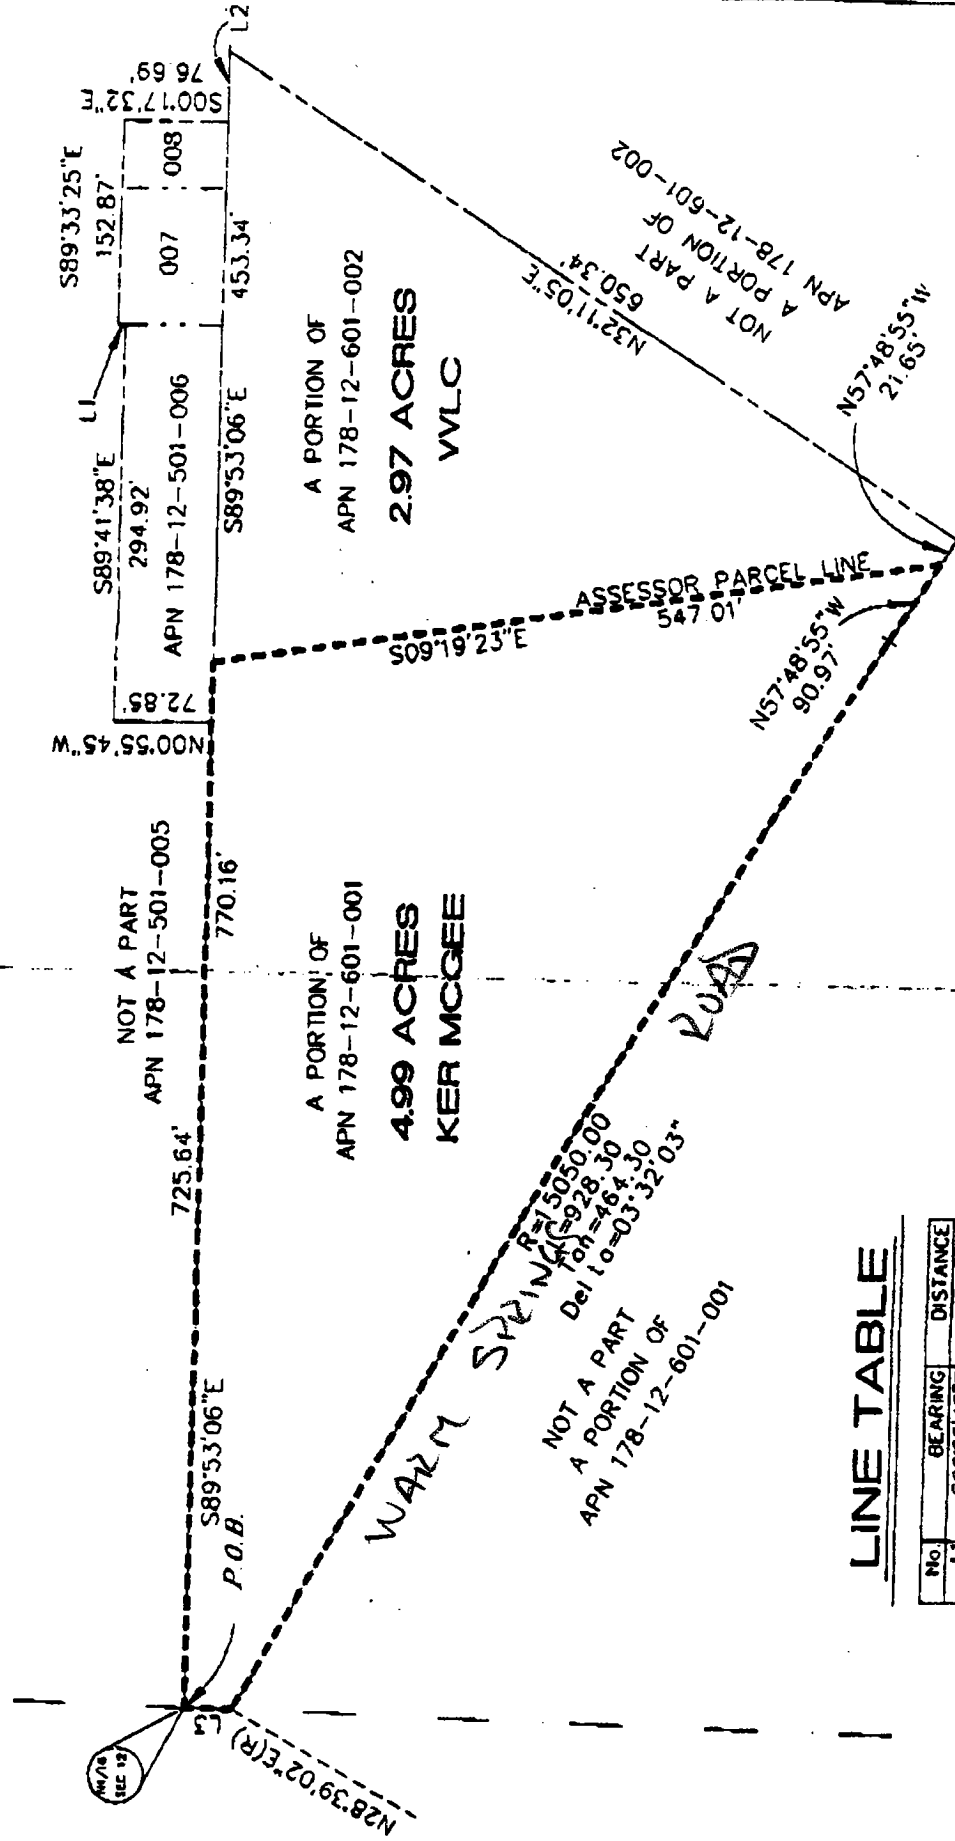 L2
S00°17'32"E
76.69'
S89°33'25"E
152.87'
008
007
453.34'
L1
S89°41'38"E
294.92'
APN 178-12-501-006
S89°53'06"E
72.85'
N00°55'45"W
A PORTION OF
APN 178-12-601-002
2.97 ACRES
VVLC
N32°11'05"E
650.34'
NOT A PART
A PORTION OF
APN 178-12-601-002
N57°48'55"W
21.65'
ASSESSOR PARCEL LINE
S09°19'23"E
547.01'
N57°48'55"W
90.97'
NOT A PART
APN 178-12-501-005
770.16'
725.64'
S89°53'06"E
A PORTION OF
APN 178-12-601-001
4.99 ACRES
KER MCGEE
WARM SPRINGS ROAD
R=15050.00
L=928.30
Tan=464.30
Delta=03°32'03"
NOT A PART
A PORTION OF
APN 178-12-601-001
P.O.B.
L3
N28°39'02"E(R)
SEC 12
LINE TABLE
No. BEARING DISTANCE